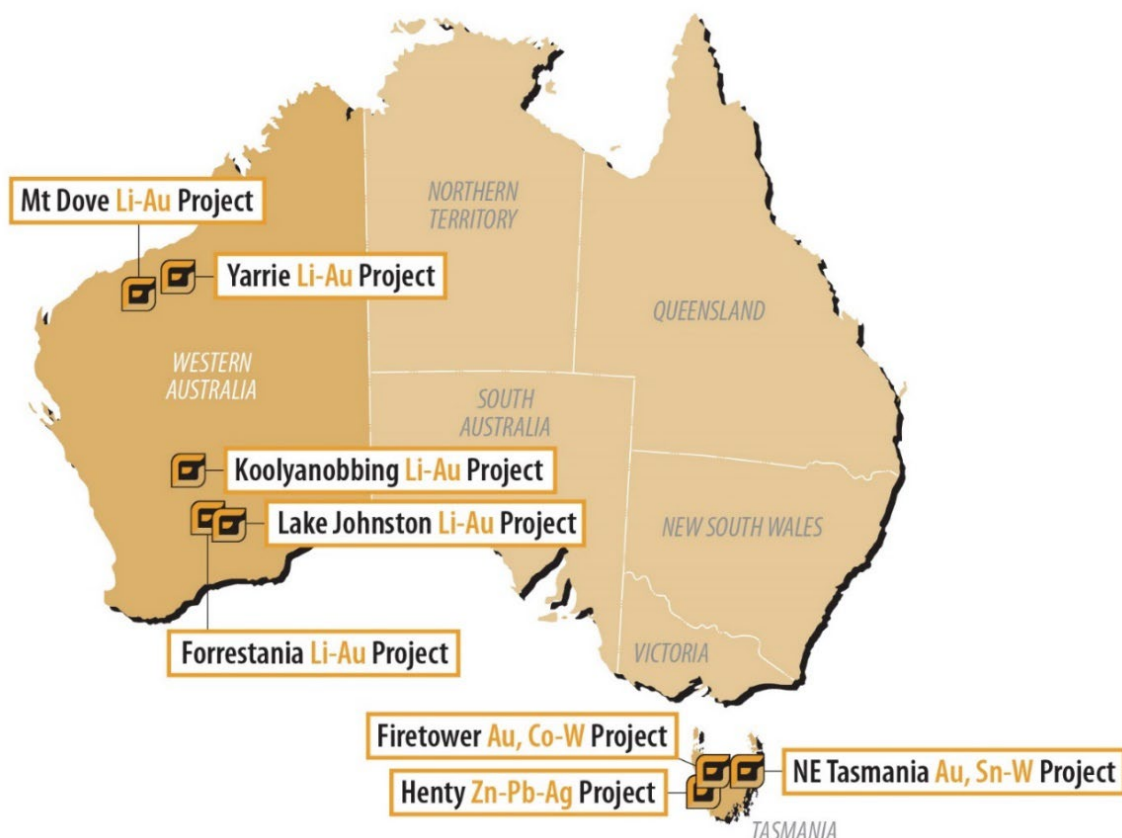 Mt Dove Li-Au Project
NORTHERN
TERRITORY
Yarrie Li-Au Project
QUEENSLAND
WESTERN
AUSTRALIA
SOUTH
AUSTRALIA
Koolyanobbing Li-Au Project
Lake Johnston Li-Au Project
NEW SOUTH WALES
Forrestania Li-Au Project
VICTORIA
Firetower Au, Co-W Project
NE Tasmania Au, Sn-W Project
Henty Zn-Pb-Ag Project
TASMANIA